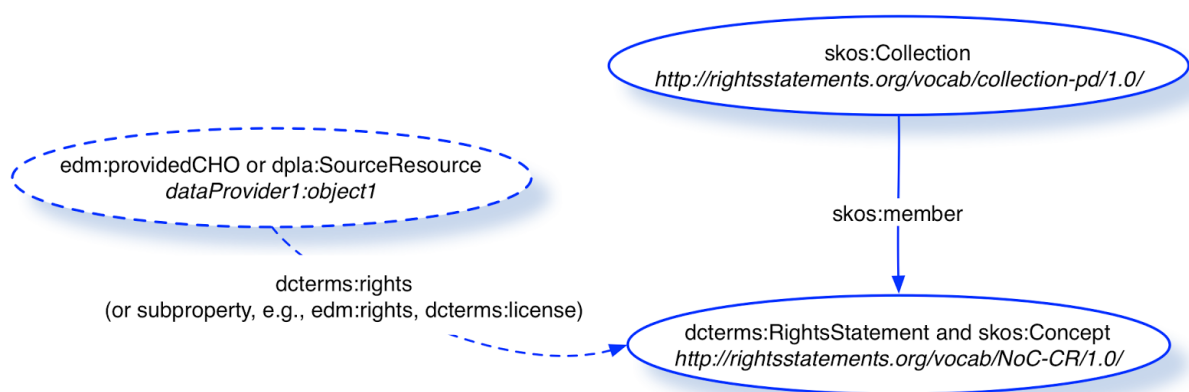 skos:Collection
http://rightsstatements.org/vocab/collection-pd/1.0/
edm:providedCHO or dpla:SourceResource
dataProvider1:object1
skos:member
dcterms:rights
(or subproperty, e.g., edm:rights, dcterms:license)
dcterms:RightsStatement and skos:Concept
http://rightsstatements.org/vocab/NoC-CR/1.0/